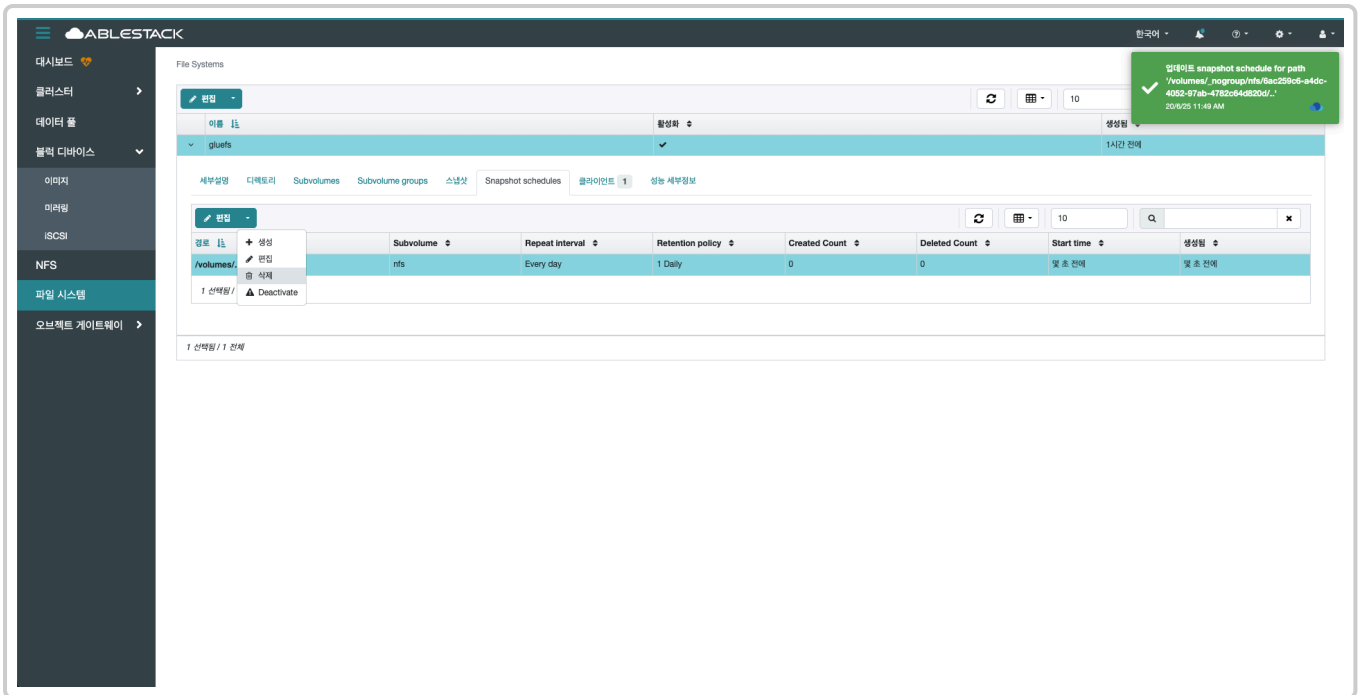 ABLESTACK
한국어
대시보드
클러스터
데이터 풀
블럭 디바이스
이미지
미러링
iSCSI
NFS
파일 시스템
오브젝트 게이트웨이
File Systems
업데이트 snapshot schedule for path
'/volumes/_nogroup/nfs/6ac259c6-a4dc-
4052-97ab-4782c64d820d/..'
20/6/25 11:49 AM
편집
10
이름 활성화 생성됨
gluefs 1시간 전에
세부설명 디렉토리 Subvolumes Subvolume groups 스냅샷 Snapshot schedules 클라이언트 1 성능 세부정보
편집
10
경로 Subvolume Repeat interval Retention policy Created Count Deleted Count Start time 생성됨
/volumes/. nfs Every day 1 Daily 0 0 몇 초 전에 몇 초 전에
생성
편집
삭제
Deactivate
1 선택됨 /
1 선택됨 / 1 전체